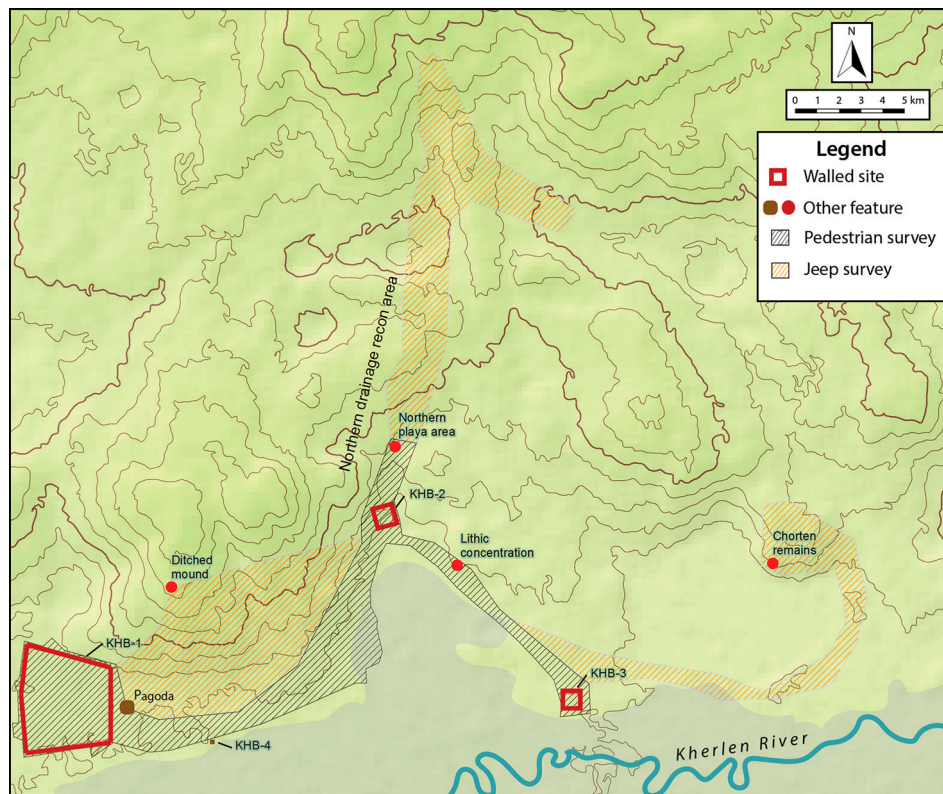 N
0 1 2 3 4 5 km
Legend
Walled site
Other feature
Pedestrian survey
Jeep survey
Northern drainage recon area
Northern
playa area
KHB-2
Lithic
concentration
Chorten
remains
Ditched
mound
KHB-1
KHB-3
Pagoda
KHB-4
Kherlen River